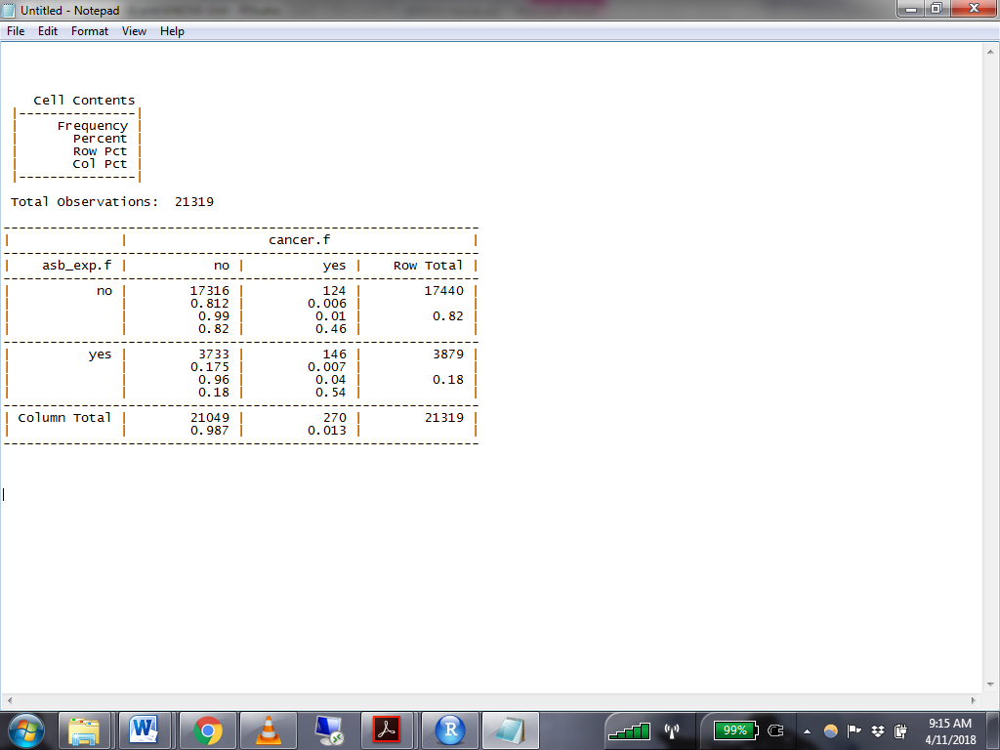 Untitled - Notepad
File Edit Format View Help
Cell Contents
|---------------|
| Frequency |
| Percent |
| Row Pct |
| Col Pct |
|---------------|
Total Observations: 21319
| | cancer.f |
| asb_exp.f | no | yes | Row Total |
| no | 17316 | 124 | 17440 |
| | 0.812 | 0.006 | |
| | 0.99 | 0.01 | 0.82 |
| | 0.82 | 0.46 | |
| yes | 3733 | 146 | 3879 |
| | 0.175 | 0.007 | |
| | 0.96 | 0.04 | 0.18 |
| | 0.18 | 0.54 | |
| Column Total | 21049 | 270 | 21319 |
| | 0.987 | 0.013 | |
99%
9:15 AM
4/11/2018